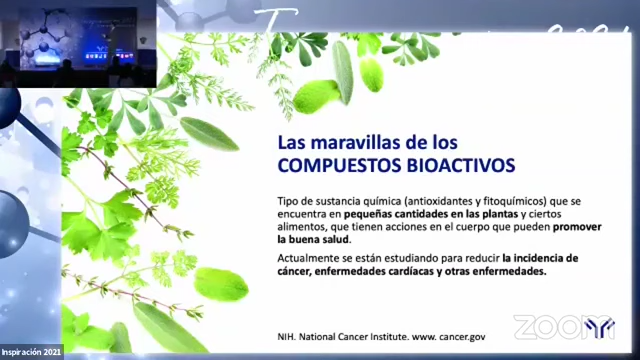 Las maravillas de los
COMPUESTOS BIOACTIVOS
Tipo de sustancia química (antioxidantes y fitoquímicos) que se
encuentra en pequeñas cantidades en las plantas y ciertos
alimentos, que tienen acciones en el cuerpo que pueden promover
la buena salud.
Actualmente se están estudiando para reducir la incidencia de
cáncer, enfermedades cardíacas y otras enfermedades.
NIH. National Cancer Institute. www. cancer.gov
zoom
Inspiración 2021